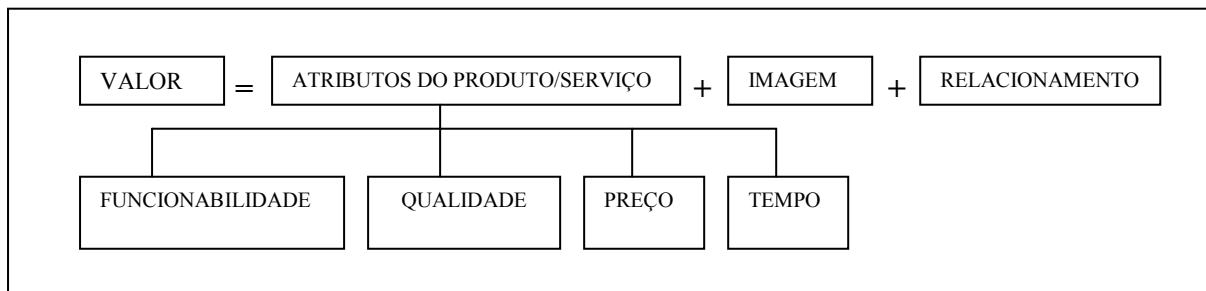 VALOR = ATRIBUTOS DO PRODUTO/SERVIÇO + IMAGEM + RELACIONAMENTO
FUNCIONABILIDADE QUALIDADE PREÇO TEMPO